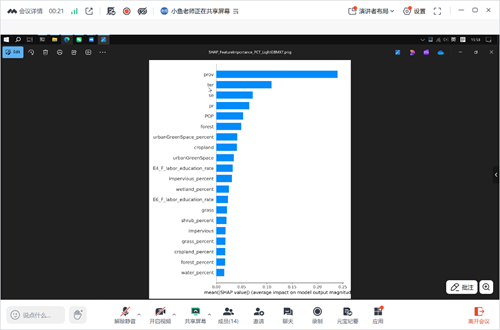 会议详情 00:21 小鱼老师正在共享屏幕 演讲者布局 设置
SHAP_FeatureImportance_PCT_LightGBMXT.png
prov
ter
tie
pr
POP
forest
urbanGreenSpace_percent
cropland
urbanGreenSpace
E4_F_labor_education_rate
impervious_percent
wetland_percent
E6_F_labor_education_rate
grass
shrub_percent
impervious
grass_percent
cropland_percent
forest_percent
water_percent
0.00 0.05 0.10 0.15 0.20 0.25
mean(|SHAP value|) (average impact on model output magnitud
批注
说点什么...
解除静音 开启视频 共享屏幕 成员(14) 邀请 聊天 录制 元宝纪要 应用 离开会议